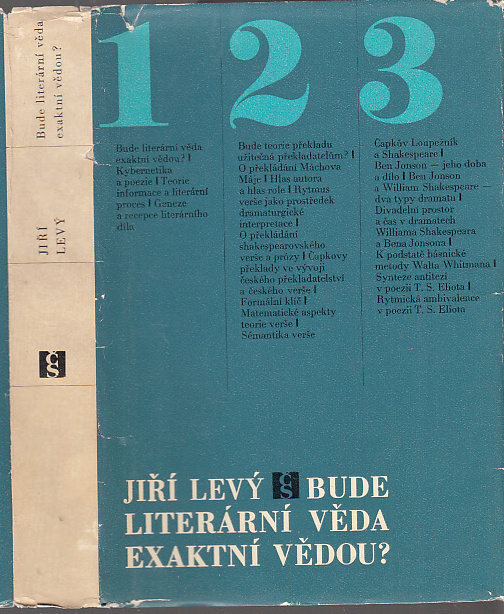 Bude literární věda
exaktní vědou?
JIŘÍ
LEVÝ
čs
1 2 3
Bude literární věda
exaktní vědou? |
Kybernetika
a poezie | Teorie
informace a literární
proces | Geneze
a recepce literárního
díla
Bude teorie překladu
užitečná překladatelům? |
O překládání Máchova
Máje | Hlas autora
a hlas role | Rytmus
verše jako prostředek
dramaturgické
interpretace |
O překládání
shakespearovského
verše a prózy | Čapkovy
překlady ve vývoji
českého překladatelství
a českého verše |
Formální klíč |
Matematické aspekty
teorie verše |
Sémantika verše
Čapkův Loupežník
a Shakespeare |
Ben Jonson — jeho doba
a dílo | Ben Jonson
a William Shakespeare —
dva typy dramatu |
Divadelní prostor
a čas v dramatech
Williama Shakespeara
a Bena Jonsona |
K podstatě básnické
metody Walta Whitmana |
Syntéze antitezí
v poezii T. S. Eliota |
Rytmická ambivalence
v poezii T. S. Eliota
JIŘÍ LEVÝ čs BUDE
LITERÁRNÍ VĚDA
EXAKTNÍ VĚDOU?